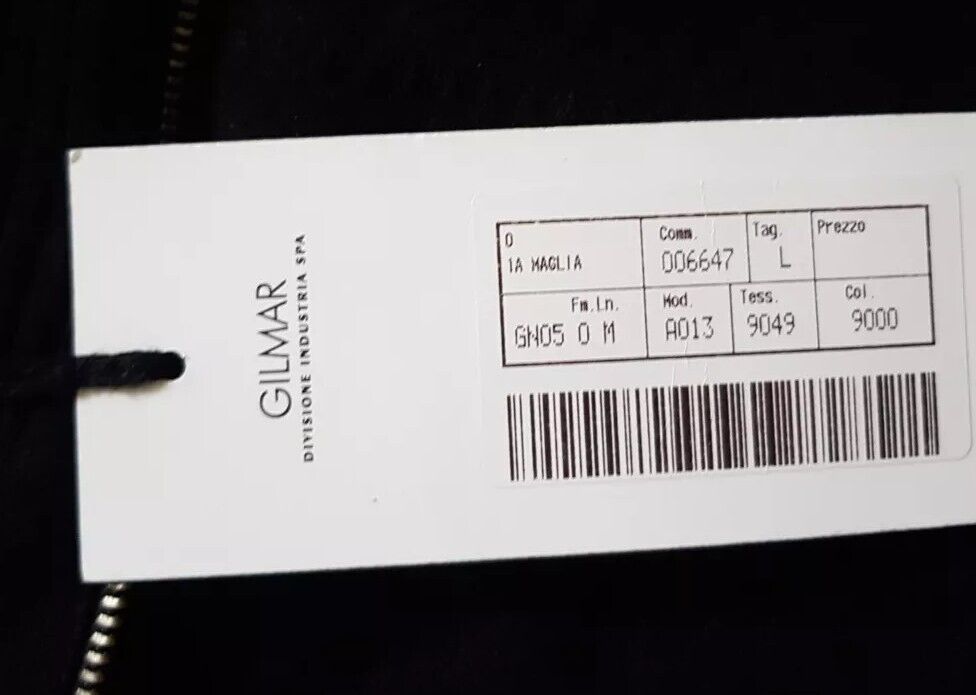 GILMAR
DIVISIONE INDUSTRIA SPA
0
1A MAGLIA
Comm.
006647
Tag.
L
Prezzo
Fm.Ln.
GN05 0 M
Mod.
A013
Tess.
9049
Col.
9000